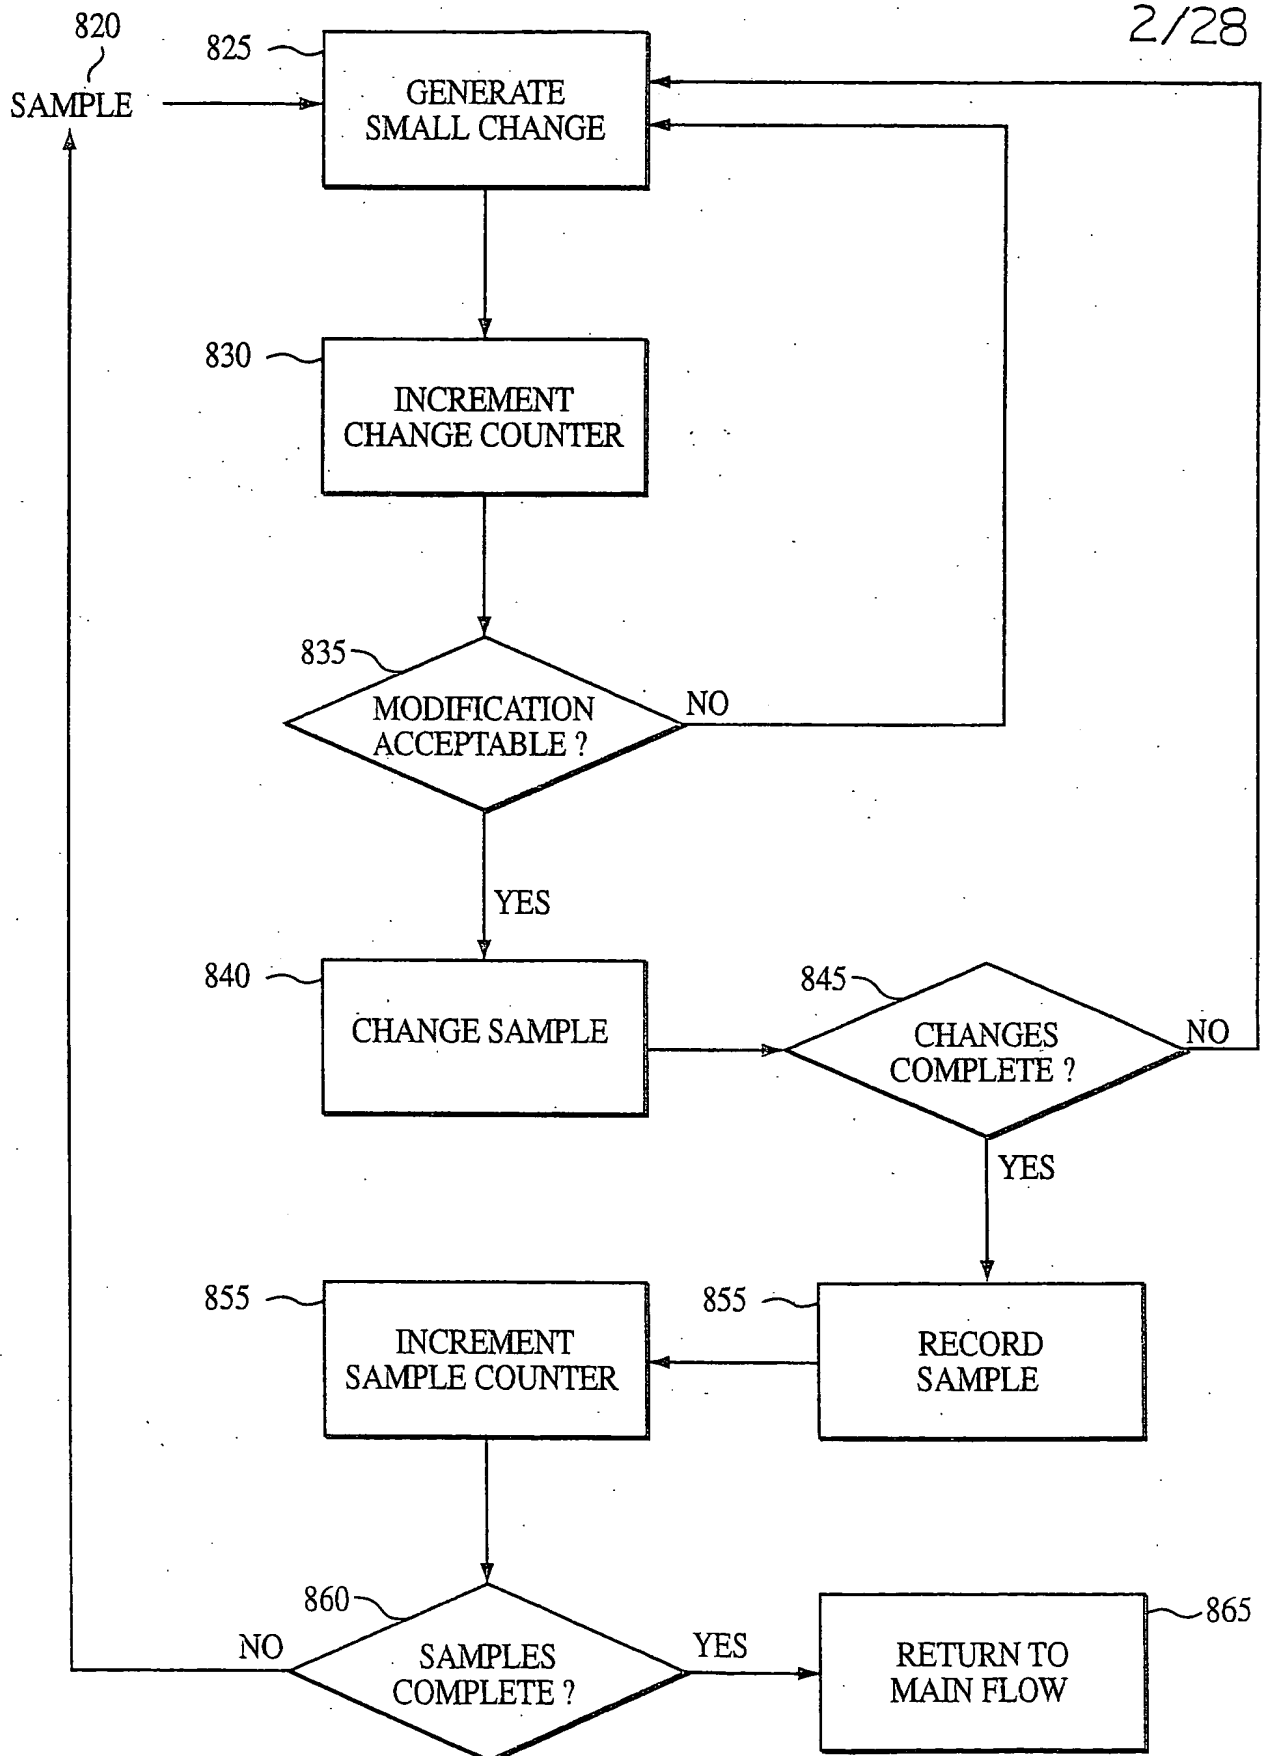 2/28
820
SAMPLE
825
GENERATE
SMALL CHANGE
830
INCREMENT
CHANGE COUNTER
835
MODIFICATION
ACCEPTABLE ?
NO
YES
840
CHANGE SAMPLE
845
CHANGES
COMPLETE ?
NO
YES
855
RECORD
SAMPLE
855
INCREMENT
SAMPLE COUNTER
860
SAMPLES
COMPLETE ?
NO
YES
865
RETURN TO
MAIN FLOW